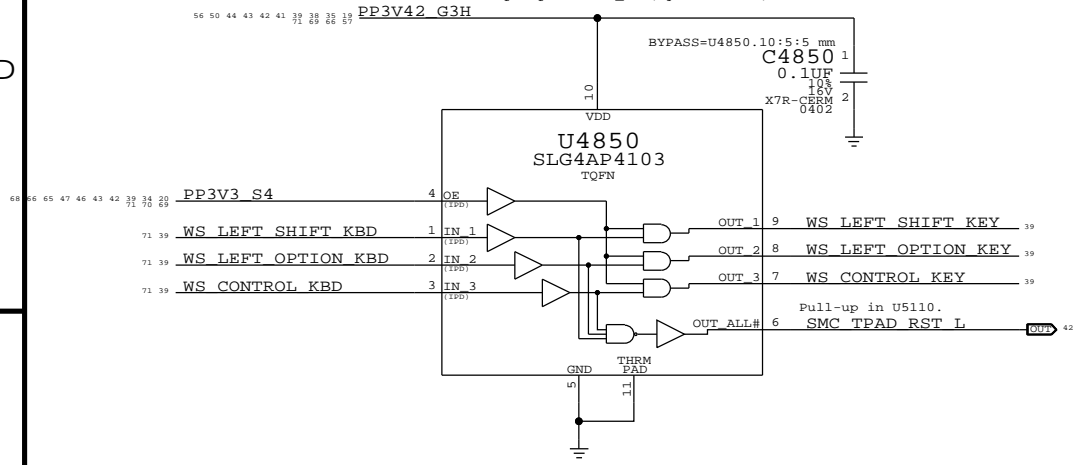 56 50 44 43 42 41 39 38 35 19 PP3V42_G3H
71 69 66 57
BYPASS=U4850.10:5:5 mm
C4850 1
0.1UF
10%
16V
X7R-CERM 2
0402
D
10
VDD
U4850
SLG4AP4103
TQFN
68 66 65 47 46 43 42 39 34 20 PP3V3_S4 4 OE
71 70 69 (IPD)
71 39 WS_LEFT_SHIFT_KBD 1 IN_1
(IPD)
71 39 WS_LEFT_OPTION_KBD 2 IN_2
(IPD)
71 39 WS_CONTROL_KBD 3 IN_3
(IPD)
OUT_1 9 WS_LEFT_SHIFT_KEY 39
OUT_2 8 WS_LEFT_OPTION_KEY 39
OUT_3 7 WS_CONTROL_KEY 39
Pull-up in U5110.
OUT_ALL# 6 SMC_TPAD_RST_L OUT 42
THRM
GND PAD
5 11